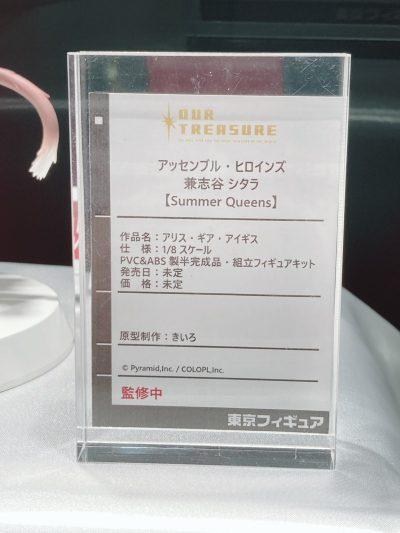 OUR
TREASURE
アッセンブル・ヒロインズ
兼志谷 シタラ
【Summer Queens】
作品名：アリス・ギア・アイギス
仕　様：1/8 スケール
PVC&ABS 製半完成品・組立フィギュアキット
発売日：未定
価　格：未定
原型制作：きいろ
© Pyramid,Inc. / COLOPL,Inc.
監修中
東京フィギュア